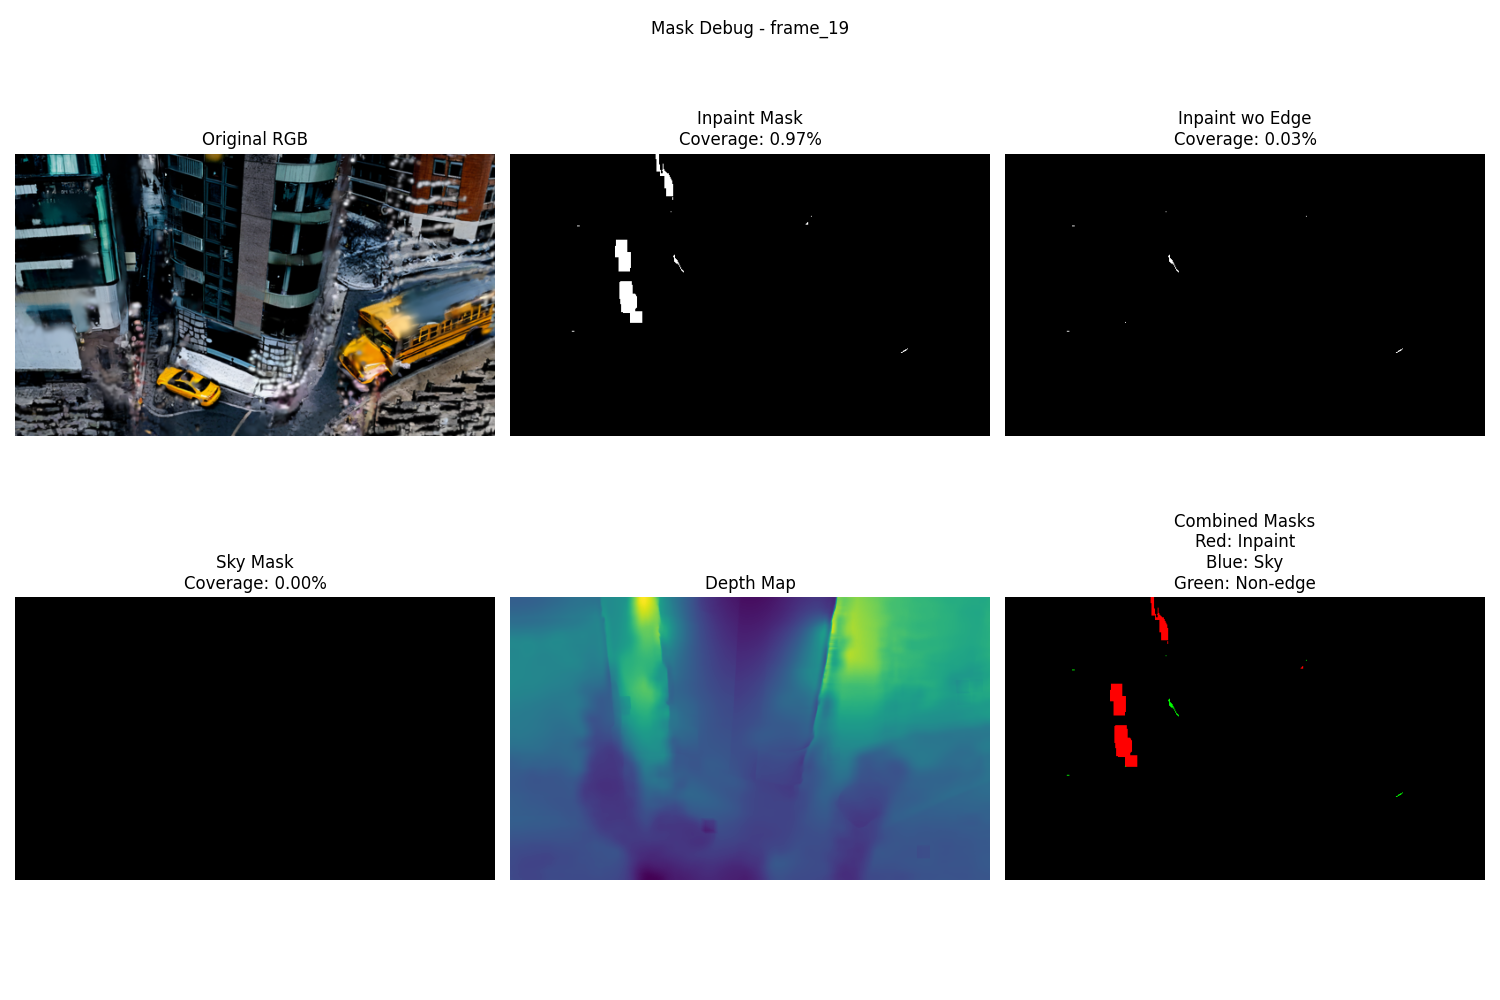 Mask Debug - frame_19
Original RGB
Inpaint Mask
Coverage: 0.97%
Inpaint wo Edge
Coverage: 0.03%
Sky Mask
Coverage: 0.00%
Depth Map
Combined Masks
Red: Inpaint
Blue: Sky
Green: Non-edge